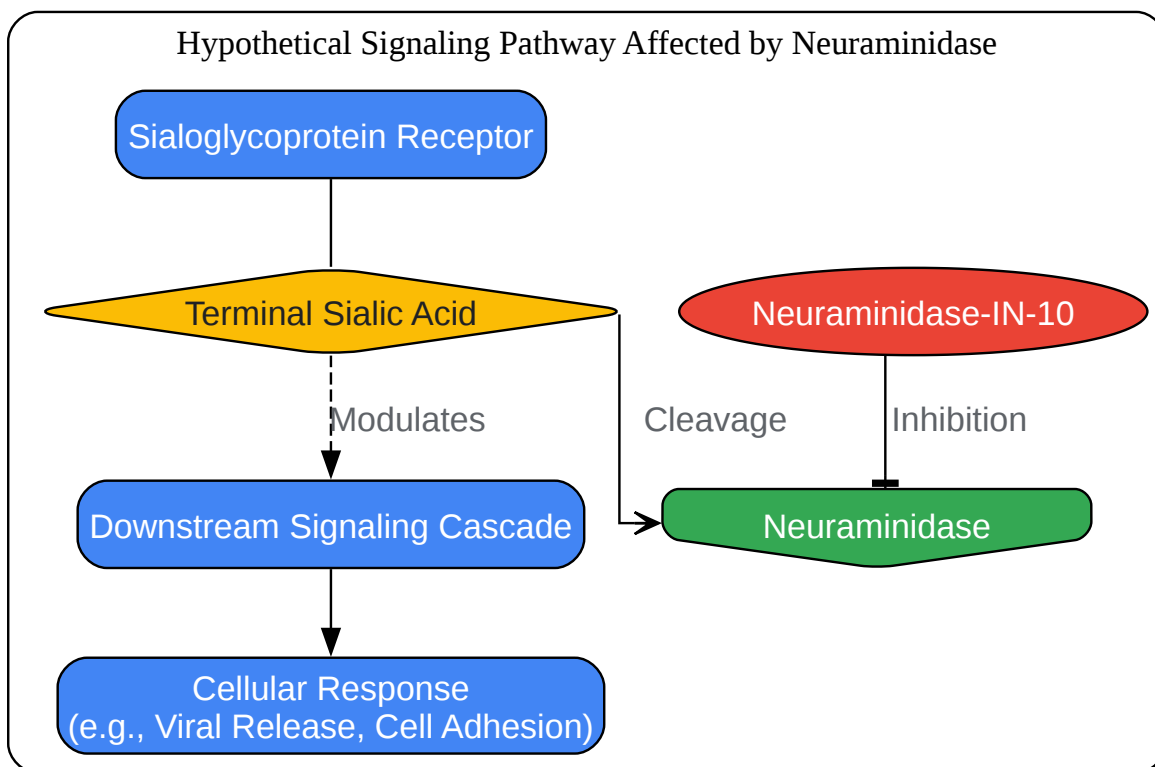 Hypothetical Signaling Pathway Affected by Neuraminidase
Sialoglycoprotein Receptor
Terminal Sialic Acid
Neuraminidase-IN-10
Modulates
Cleavage
Inhibition
Downstream Signaling Cascade
Neuraminidase
Cellular Response
(e.g., Viral Release, Cell Adhesion)